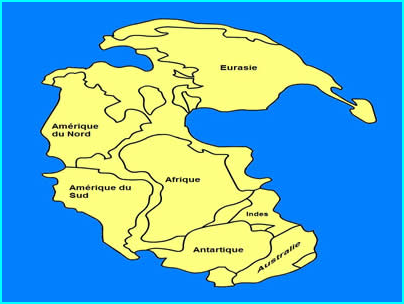 Eurasie
Amérique
du Nord
Afrique
Amérique du
Sud
Indes
Antartique
Australie